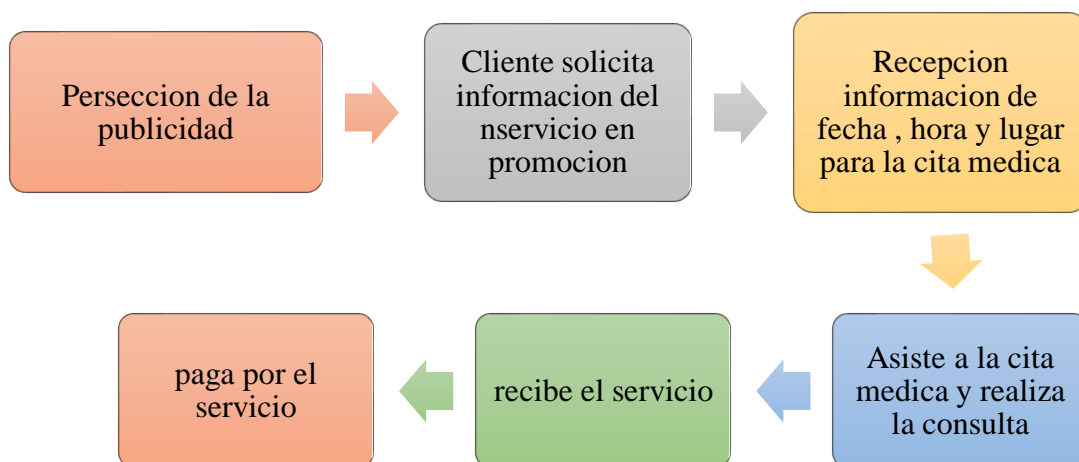 Perseccion de la
publicidad
Cliente solicita
informacion del
nservicio en
promocion
Recepcion
informacion de
fecha , hora y lugar
para la cita medica
Asiste a la cita
medica y realiza
la consulta
recibe el servicio
paga por el
servicio